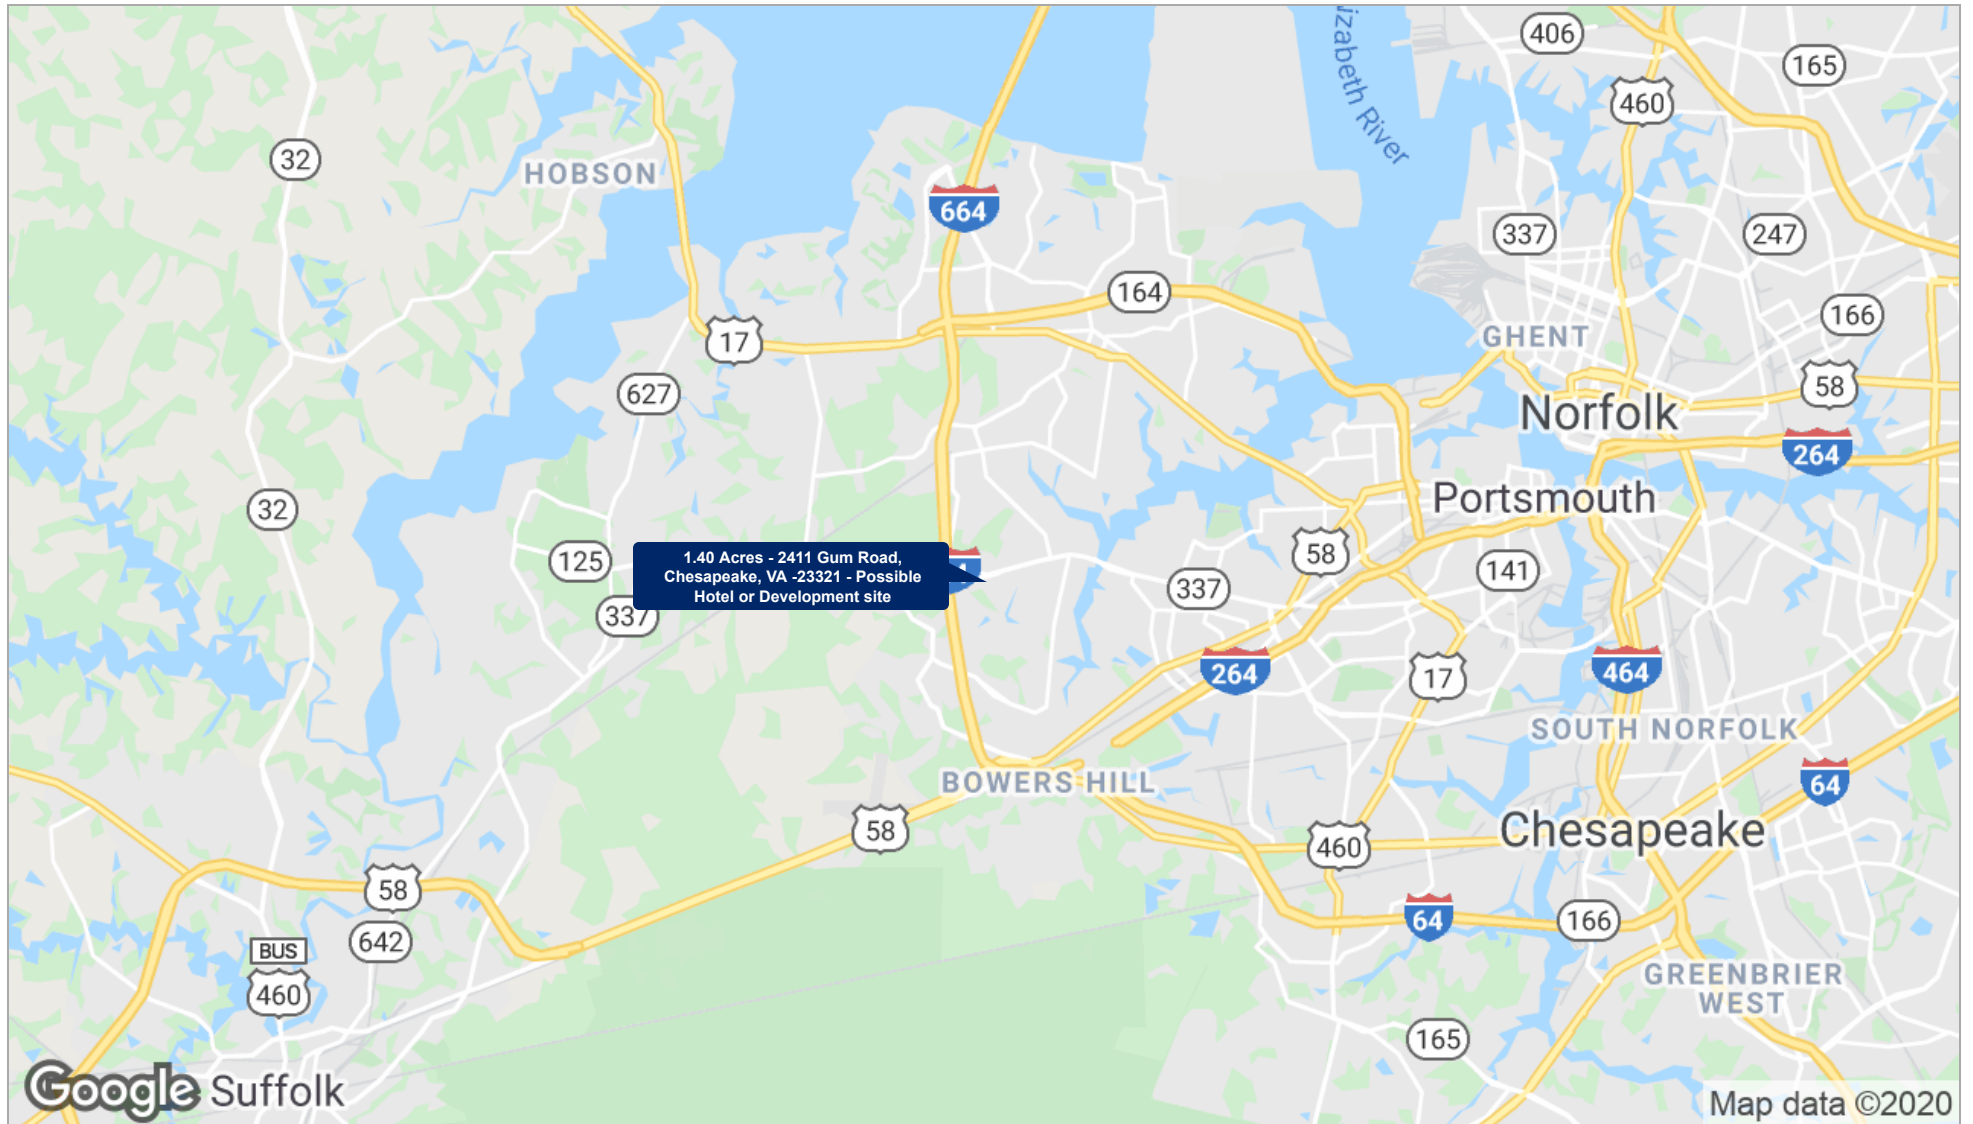 406
165
460
Elizabeth River
32
HOBSON
664
337
247
164
166
17
GHENT
58
627
Norfolk
264
Portsmouth
32
58
125
1.40 Acres - 2411 Gum Road,
Chesapeake, VA -23321 - Possible
Hotel or Development site
141
337
337
264
17
464
SOUTH NORFOLK
BOWERS HILL
64
58
Chesapeake
460
58
64
166
642
BUS
460
GREENBRIER
WEST
165
Google
Suffolk
Map data ©2020